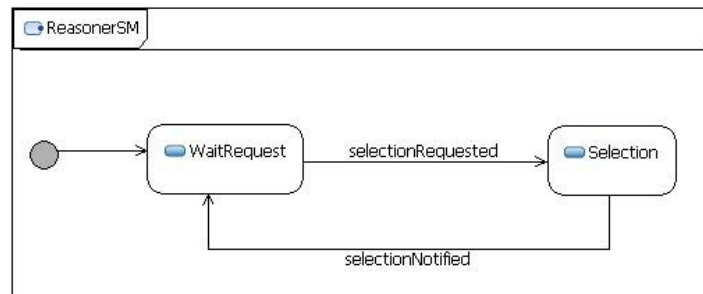 ReasonerSM
WaitRequest
selectionRequested
Selection
selectionNotified